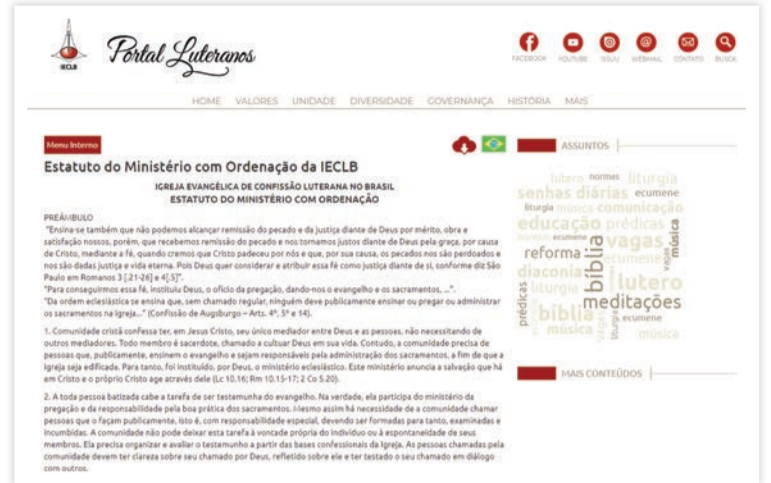 IECLB
Portal Luteranos
FACEBOOK YOUTUBE ISSUU WEBMAIL CONTATO BUSCA
HOME VALORES UNIDADE DIVERSIDADE GOVERNANÇA HISTÓRIA MAIS
Menu Interno
Estatuto do Ministério com Ordenação da IECLB
IGREJA EVANGÉLICA DE CONFISSÃO LUTERANA NO BRASIL
ESTATUTO DO MINISTÉRIO COM ORDENAÇÃO
PREÂMBULO
"Ensina-se também que não podemos alcançar remissão do pecado e da justiça diante de Deus por mérito, obra e
satisfação nossos, porém, que recebemos remissão do pecado e nos tornamos justos diante de Deus pela graça, por causa
de Cristo, mediante a fé, quando cremos que Cristo padeceu por nós e que, por sua causa, os pecados nos são perdoados e
nos são dadas justiça e vida eterna. Pois Deus quer considerar e atribuir essa fé como justiça diante de si, conforme diz São
Paulo em Romanos 3 [.21-26] e 4[.5]".
"Para conseguirmos essa fé, instituiu Deus, o ofício da pregação, dando-nos o evangelho e os sacramentos, ...".
"Da ordem eclesiástica se ensina que, sem chamado regular, ninguém deve publicamente ensinar ou pregar ou administrar
os sacramentos na Igreja..." (Confissão de Augsburgo – Arts. 4º, 5º e 14).
1. Comunidade cristã confessa ter, em Jesus Cristo, seu único mediador entre Deus e as pessoas, não necessitando de
outros mediadores. Todo membro é sacerdote, chamado a cultuar Deus em sua vida. Contudo, a comunidade precisa de
pessoas que, publicamente, ensinem o evangelho e sejam responsáveis pela administração dos sacramentos, a fim de que a
igreja seja edificada. Para tanto, foi instituído, por Deus, o ministério eclesiástico. Este ministério anuncia a salvação que há
em Cristo e o próprio Cristo age através dele (Lc 10.16; Rm 10.15-17; 2 Co 5.20).
2. A toda pessoa batizada cabe a tarefa de ser testemunha do evangelho. Na verdade, ela participa do ministério da
pregação e da responsabilidade pela boa prática dos sacramentos. Mesmo assim há necessidade de a comunidade chamar
pessoas que o façam publicamente, isto é, com responsabilidade especial, devendo ser formadas para tanto, examinadas e
incumbidas. A comunidade não pode deixar esta tarefa à vontade própria do indivíduo ou à espontaneidade de seus
membros. Ela precisa organizar e avaliar o testemunho a partir das bases confessionais da Igreja. As pessoas chamadas pela
comunidade devem ter clareza sobre seu chamado por Deus, refletido sobre ele e ter testado o seu chamado em diálogo
com outros.
ASSUNTOS
lutero normes liturgia
senhas diárias ecumene
liturgia música comunicação
educação prédicas
ecumene vagas
reforma bíblia ecumene vagas música
diaconia
liturgia lutero
prédicas meditações
bíblia liturgia ecumene
música vagas música
MAIS CONTEÚDOS